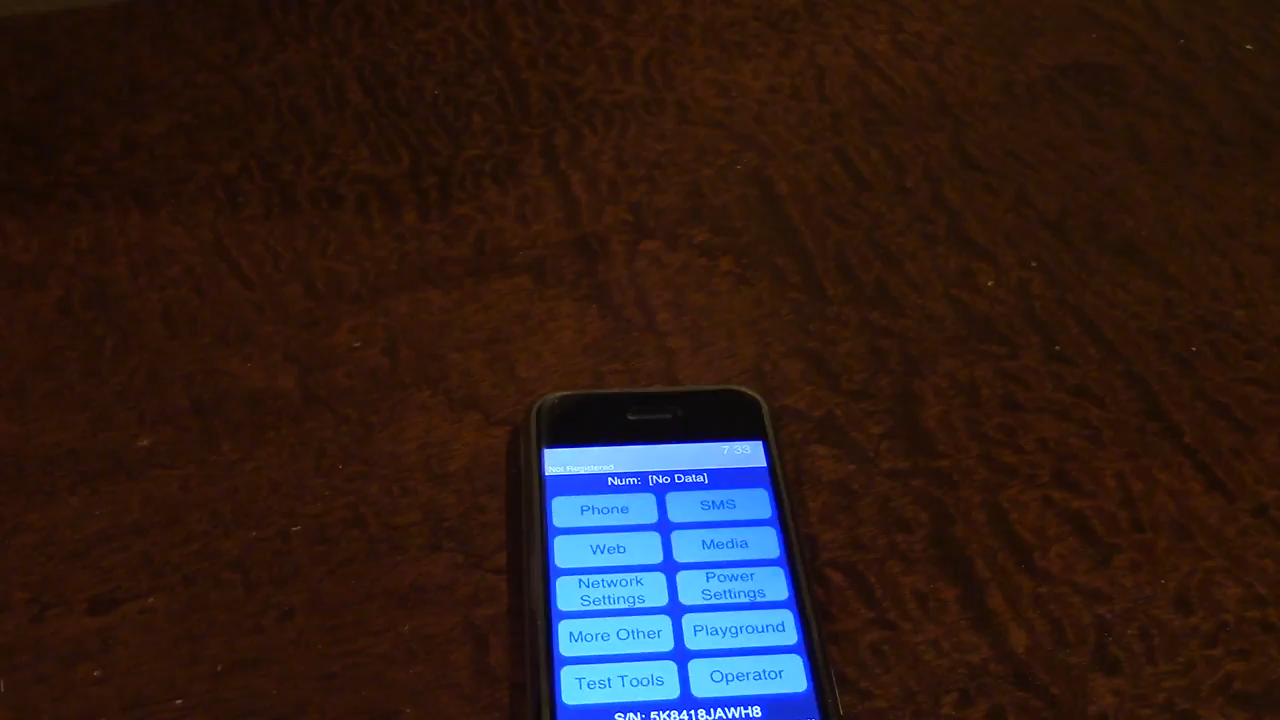 7 33
Not Registered
Num: [No Data]
Phone
SMS
Web
Media
Network
Settings
Power
Settings
More Other
Playground
Test Tools
Operator
S/N: 5K8418JAWH8